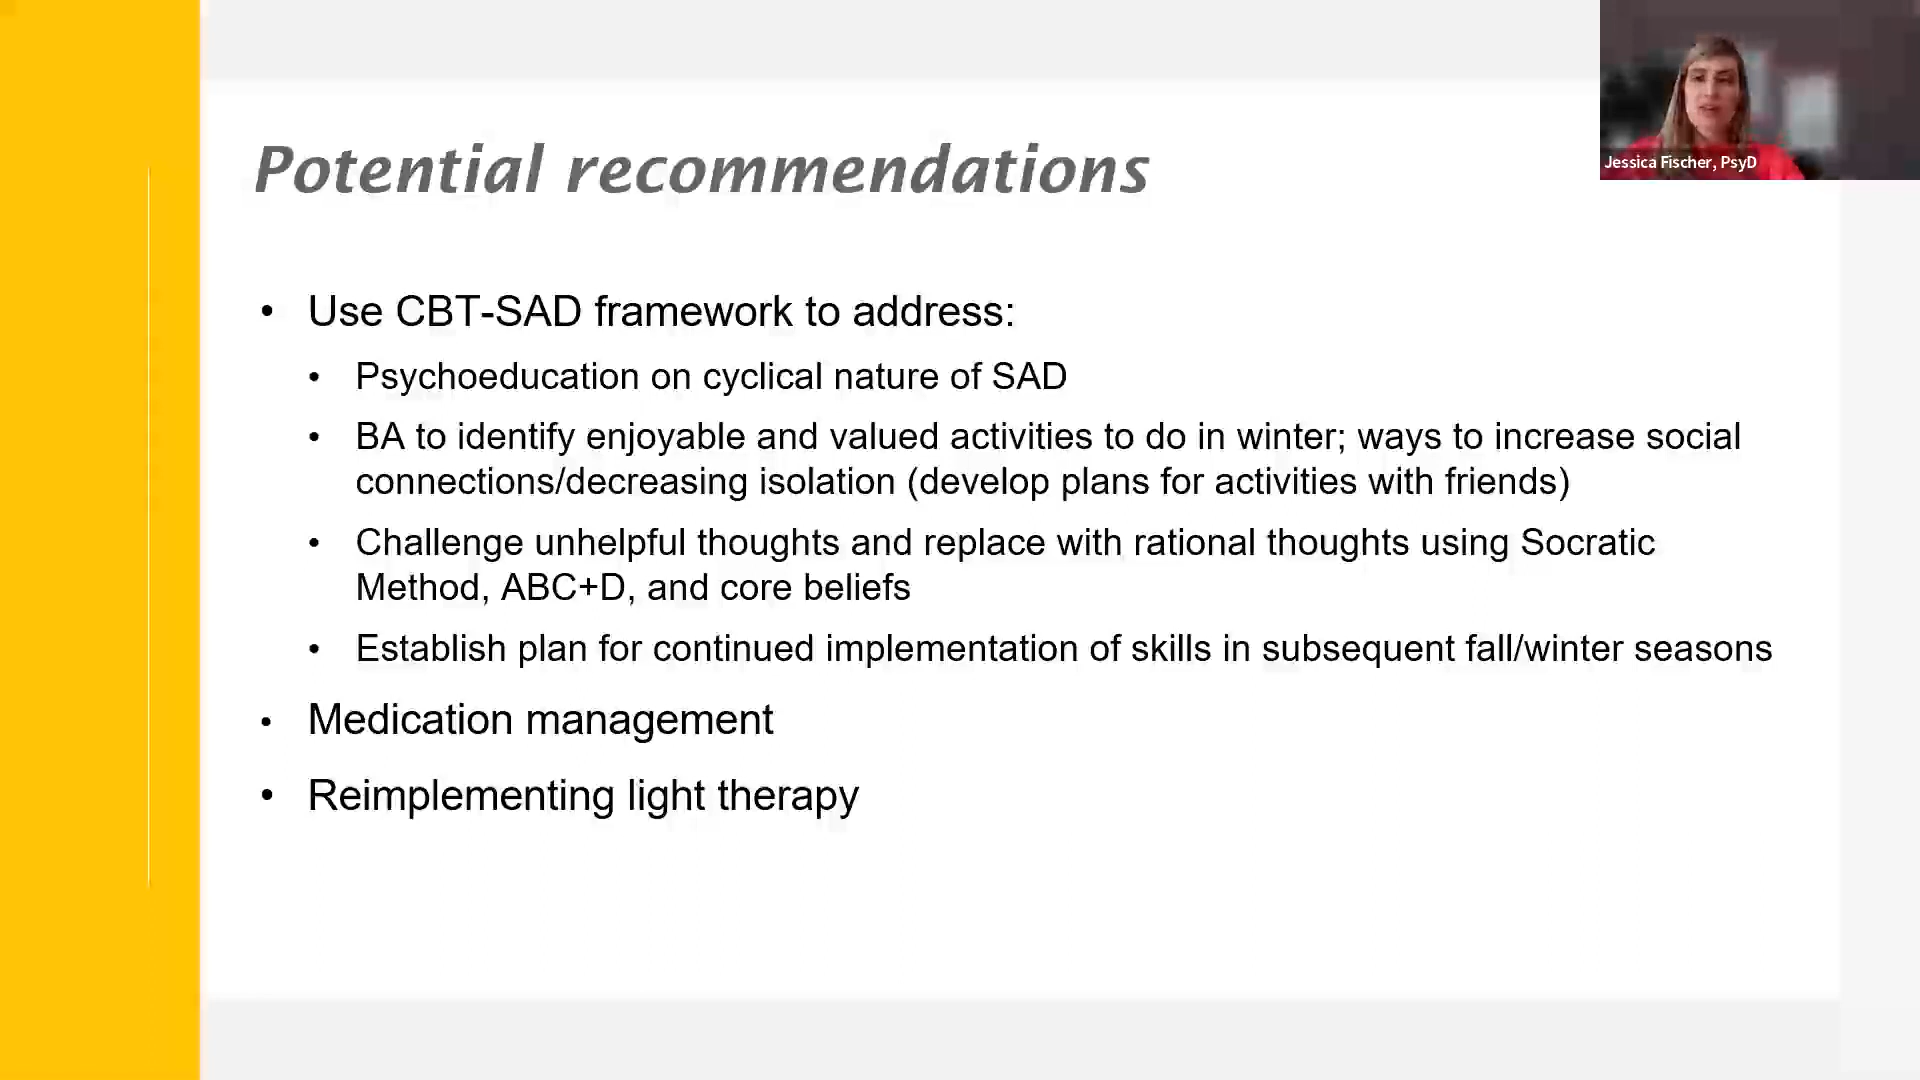 Jessica Fischer, PsyD
Potential recommendations
• Use CBT-SAD framework to address:
• Psychoeducation on cyclical nature of SAD
• BA to identify enjoyable and valued activities to do in winter; ways to increase social
connections/decreasing isolation (develop plans for activities with friends)
• Challenge unhelpful thoughts and replace with rational thoughts using Socratic
Method, ABC+D, and core beliefs
• Establish plan for continued implementation of skills in subsequent fall/winter seasons
• Medication management
• Reimplementing light therapy